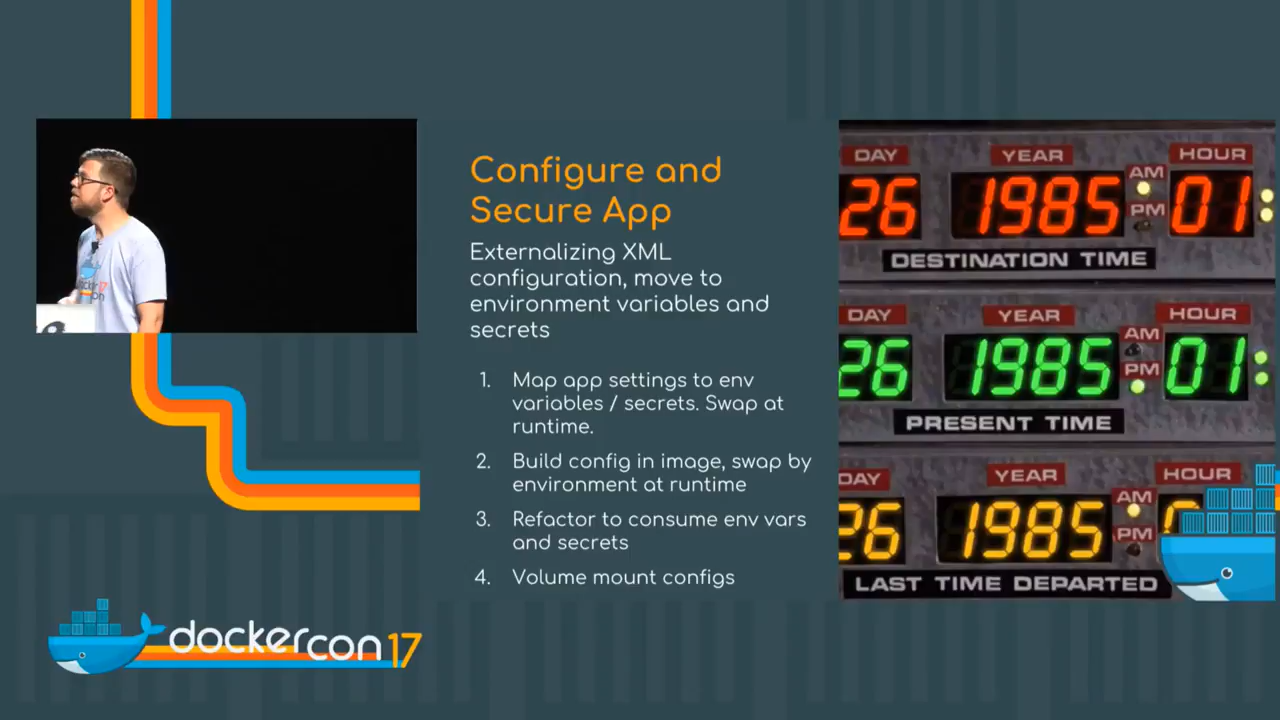 Configure and
Secure App
Externalizing XML
configuration, move to
environment variables and
secrets
1. Map app settings to env
variables / secrets. Swap at
runtime.
2. Build config in image, swap by
environment at runtime
3. Refactor to consume env vars
and secrets
4. Volume mount configs
DAY YEAR AM HOUR
26 1985 PM 01:
DESTINATION TIME
DAY YEAR AM HOUR
26 1985 PM 01:
PRESENT TIME
DAY YEAR AM HOUR
26 1985 PM
LAST TIME DEPARTED
dockercon 17